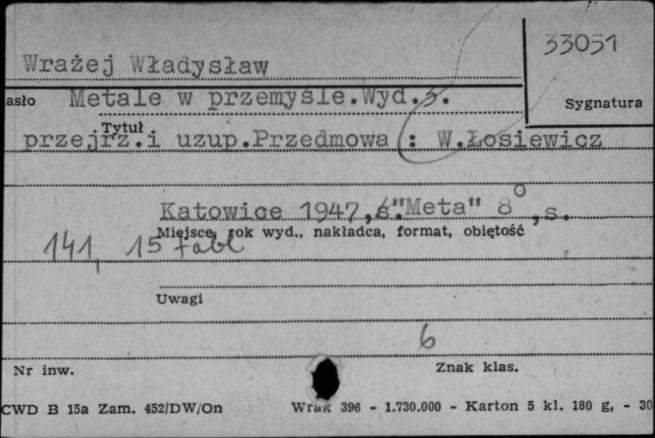 33051
Wrażej Władysław
asło Metale w przemyśle.Wyd.3. Sygnatura
Tytuł
przejrz.i uzup.Przedmowa : W.Łosiewicz
Katowice 1947, "Meta" 8° ,s.
Miejsce, rok wyd., nakładca, format, objętość
141, 15 tabl
Uwagi
6
Nr inw. Znak klas.
CWD B 15a Zam. 452/DW/On Wrak 396 - 1.730.000 - Karton 5 kl. 180 g. - 30